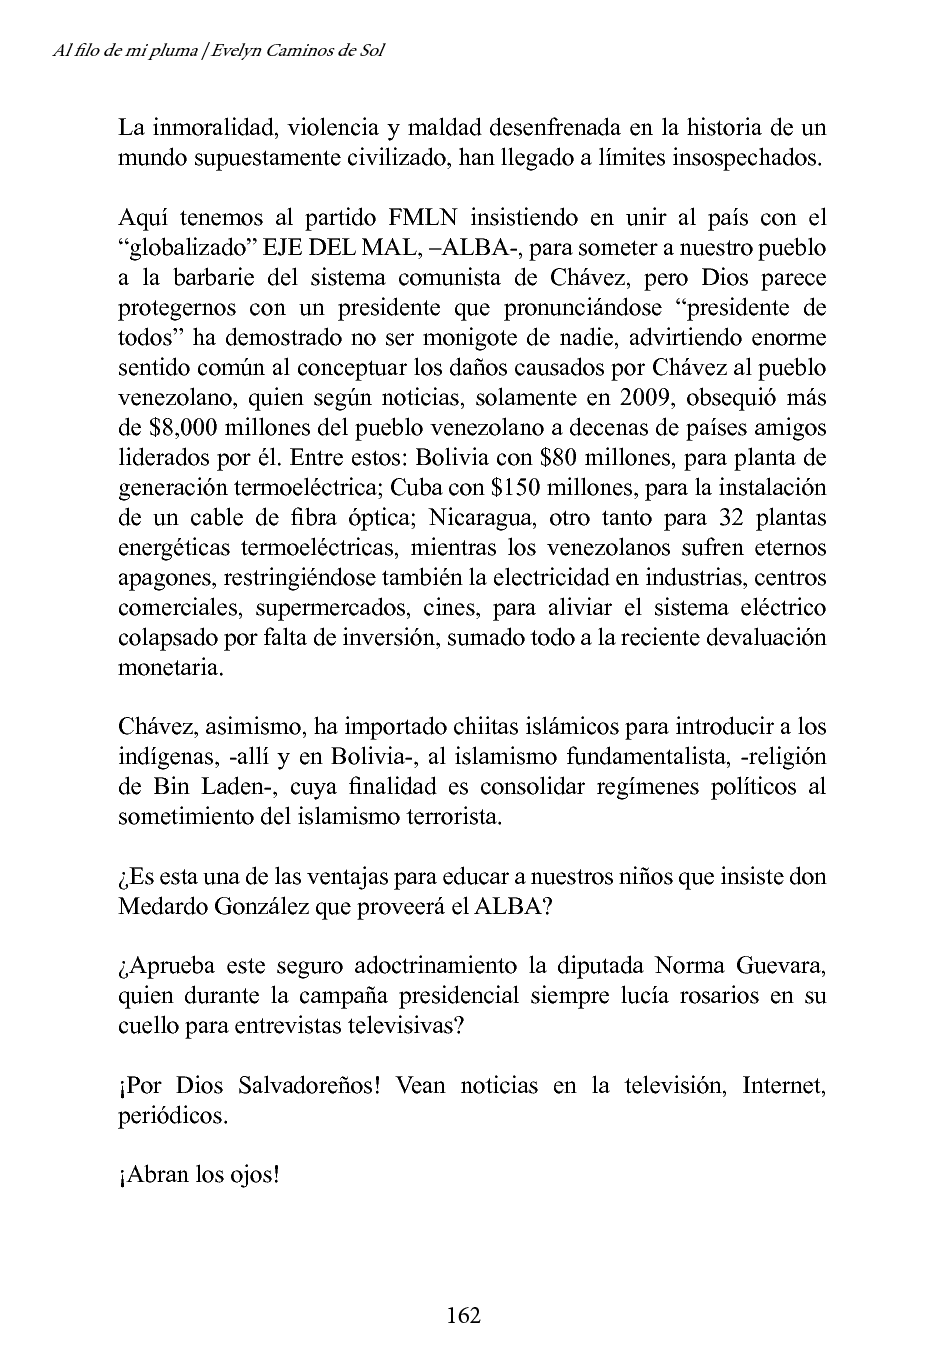 Al filo de mi pluma | Evelyn Caminos de Sol
La inmoralidad, violencia y maldad desenfrenada en la historia de un
mundo supuestamente civilizado, han llegado a límites insospechados.
Aquí tenemos al partido FMLN insistiendo en unir al país con el
“globalizado” EJE DEL MAL, –ALBA-, para someter a nuestro pueblo
a la barbarie del sistema comunista de Chávez, pero Dios parece
protegernos con un presidente que pronunciándose “presidente de
todos” ha demostrado no ser monigote de nadie, advirtiendo enorme
sentido común al conceptuar los daños causados por Chávez al pueblo
venezolano, quien según noticias, solamente en 2009, obsequió más
de $8,000 millones del pueblo venezolano a decenas de países amigos
liderados por él. Entre estos: Bolivia con $80 millones, para planta de
generación termoeléctrica; Cuba con $150 millones, para la instalación
de un cable de fibra óptica; Nicaragua, otro tanto para 32 plantas
energéticas termoeléctricas, mientras los venezolanos sufren eternos
apagones, restringiéndose también la electricidad en industrias, centros
comerciales, supermercados, cines, para aliviar el sistema eléctrico
colapsado por falta de inversión, sumado todo a la reciente devaluación
monetaria.
Chávez, asimismo, ha importado chiitas islámicos para introducir a los
indígenas, -allí y en Bolivia-, al islamismo fundamentalista, -religión
de Bin Laden-, cuya finalidad es consolidar regímenes políticos al
sometimiento del islamismo terrorista.
¿Es esta una de las ventajas para educar a nuestros niños que insiste don
Medardo González que proveerá el ALBA?
¿Aprueba este seguro adoctrinamiento la diputada Norma Guevara,
quien durante la campaña presidencial siempre lucía rosarios en su
cuello para entrevistas televisivas?
¡Por Dios Salvadoreños! Vean noticias en la televisión, Internet,
periódicos.
¡Abran los ojos!
162